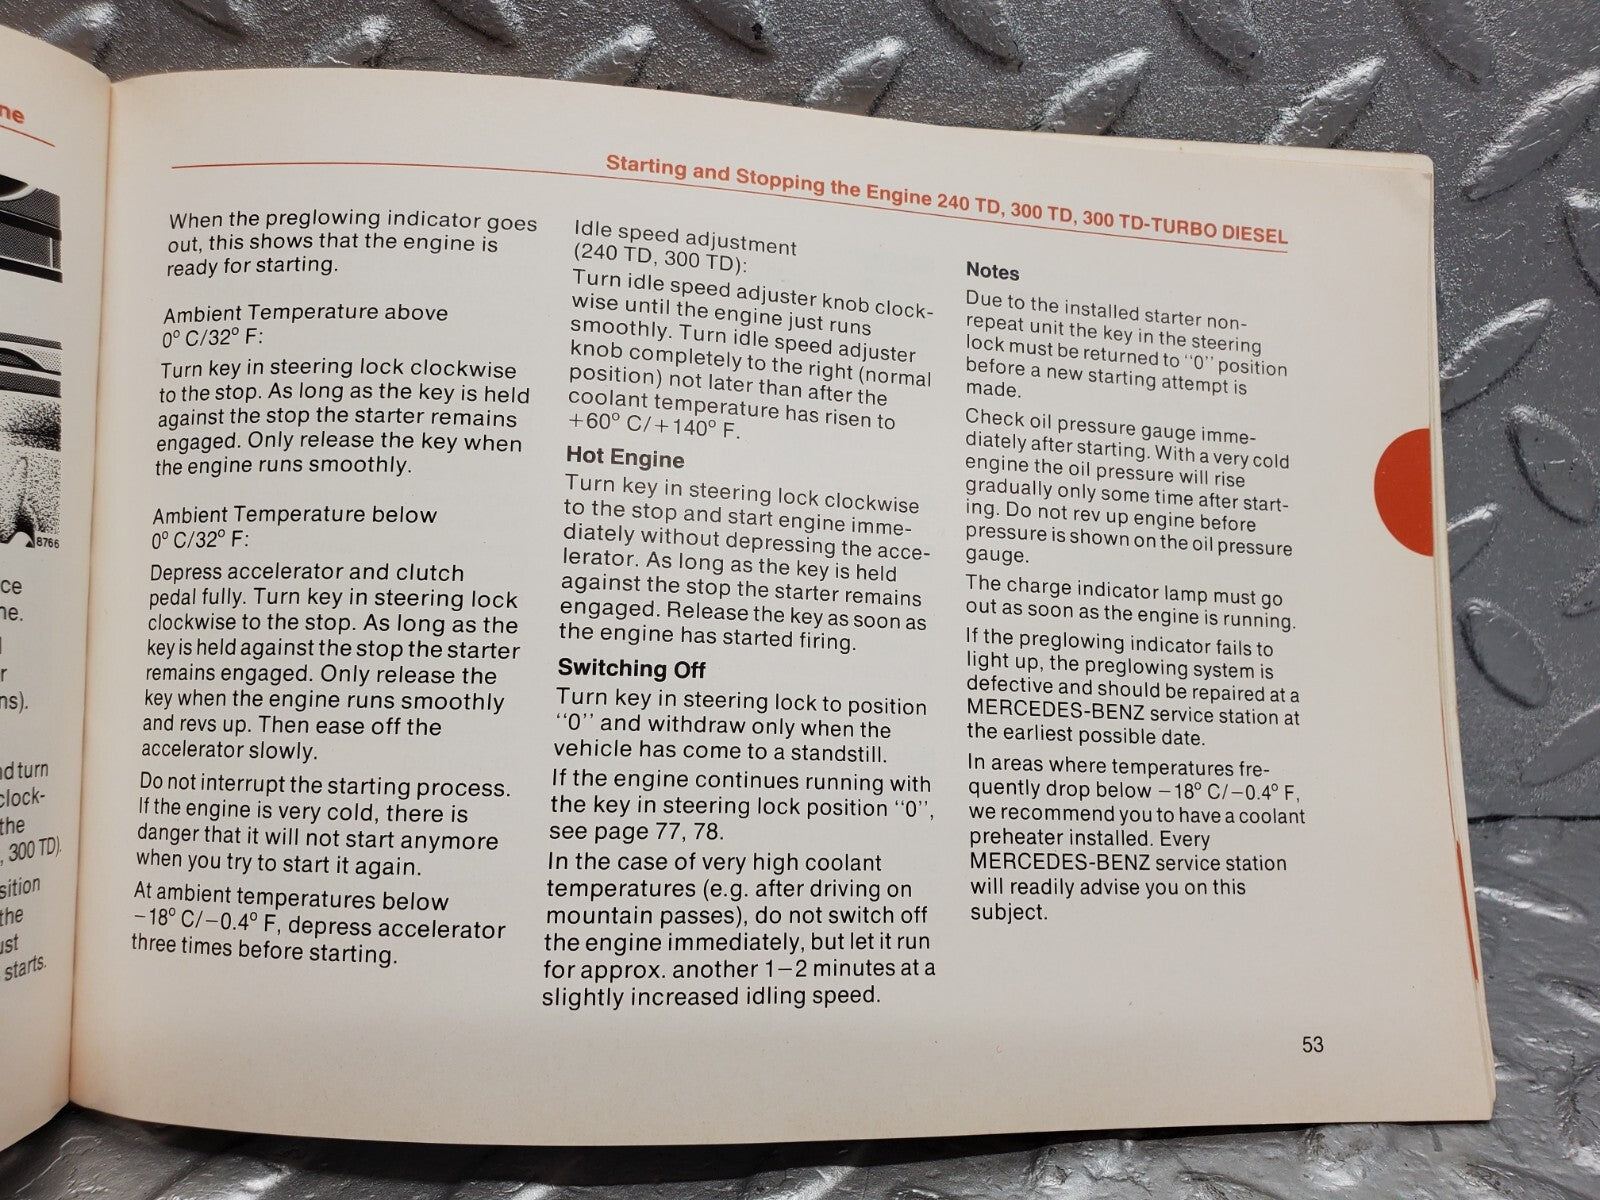 ne
8766
ce
ne.
l
r
ns).
nd turn
clock-
the
, 300 TD).
sition
the
ust
starts.
Starting and Stopping the Engine 240 TD, 300 TD, 300 TD-TURBO DIESEL
When the preglowing indicator goes
out, this shows that the engine is
ready for starting.
Ambient Temperature above
0° C/32° F:
Turn key in steering lock clockwise
to the stop. As long as the key is held
against the stop the starter remains
engaged. Only release the key when
the engine runs smoothly.
Ambient Temperature below
0° C/32° F:
Depress accelerator and clutch
pedal fully. Turn key in steering lock
clockwise to the stop. As long as the
key is held against the stop the starter
remains engaged. Only release the
key when the engine runs smoothly
and revs up. Then ease off the
accelerator slowly.
Do not interrupt the starting process.
If the engine is very cold, there is
danger that it will not start anymore
when you try to start it again.
At ambient temperatures below
−18° C/−0.4° F, depress accelerator
three times before starting.
Idle speed adjustment
(240 TD, 300 TD):
Turn idle speed adjuster knob clock-
wise until the engine just runs
smoothly. Turn idle speed adjuster
knob completely to the right (normal
position) not later than after the
coolant temperature has risen to
+60° C/+140° F.
Hot Engine
Turn key in steering lock clockwise
to the stop and start engine imme-
diately without depressing the acce-
lerator. As long as the key is held
against the stop the starter remains
engaged. Release the key as soon as
the engine has started firing.
Switching Off
Turn key in steering lock to position
"0" and withdraw only when the
vehicle has come to a standstill.
If the engine continues running with
the key in steering lock position "0",
see page 77, 78.
In the case of very high coolant
temperatures (e.g. after driving on
mountain passes), do not switch off
the engine immediately, but let it run
for approx. another 1−2 minutes at a
slightly increased idling speed.
Notes
Due to the installed starter non-
repeat unit the key in the steering
lock must be returned to "0" position
before a new starting attempt is
made.
Check oil pressure gauge imme-
diately after starting. With a very cold
engine the oil pressure will rise
gradually only some time after start-
ing. Do not rev up engine before
pressure is shown on the oil pressure
gauge.
The charge indicator lamp must go
out as soon as the engine is running.
If the preglowing indicator fails to
light up, the preglowing system is
defective and should be repaired at a
MERCEDES-BENZ service station at
the earliest possible date.
In areas where temperatures fre-
quently drop below −18° C/−0.4° F,
we recommend you to have a coolant
preheater installed. Every
MERCEDES-BENZ service station
will readily advise you on this
subject.
53